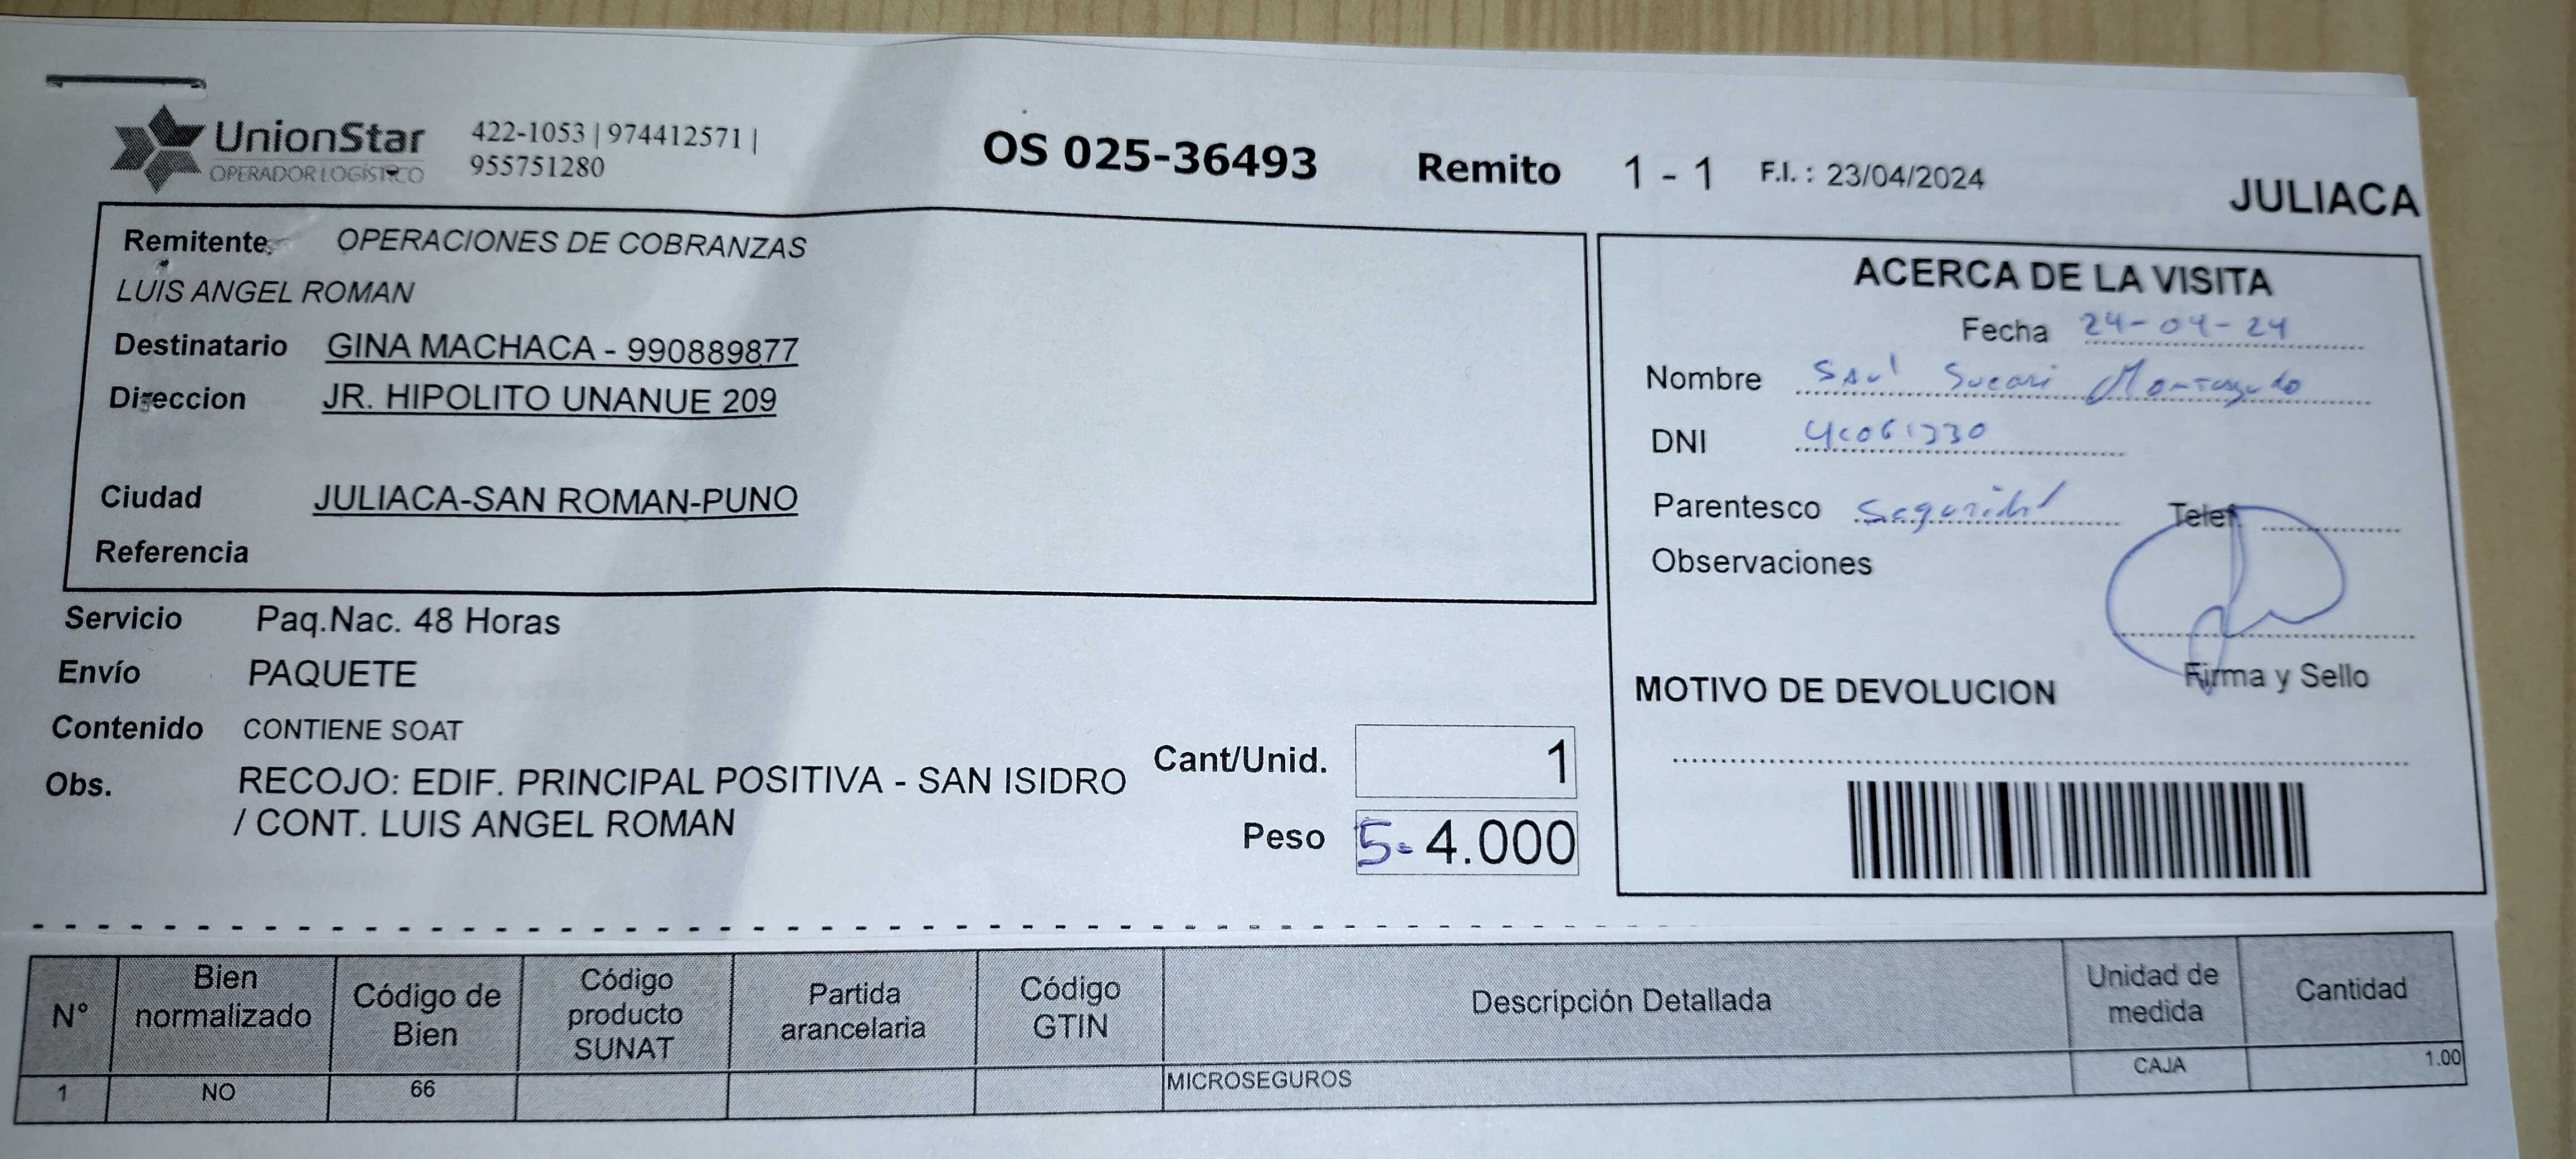 UnionStar
OPERADOR LOGÍSTICO
422-1053 | 974412571 |
955751280
OS 025-36493
Remito 1 - 1
F.I. : 23/04/2024
JULIACA
Remitente OPERACIONES DE COBRANZAS
LUIS ANGEL ROMAN
Destinatario GINA MACHACA - 990889877
Direccion JR. HIPOLITO UNANUE 209
Ciudad JULIACA-SAN ROMAN-PUNO
Referencia
Servicio Paq.Nac. 48 Horas
Envío PAQUETE
Contenido CONTIENE SOAT
Obs. RECOJO: EDIF. PRINCIPAL POSITIVA - SAN ISIDRO
/ CONT. LUIS ANGEL ROMAN
Cant/Unid. 1
Peso 5- 4.000
ACERCA DE LA VISITA
Fecha 24-04-24
Nombre Saul Sucari
DNI
Parentesco Seguridad Telef.
Observaciones
Firma y Sello
MOTIVO DE DEVOLUCION
N° Bien normalizado Código de Bien Código producto SUNAT Partida arancelaria Código GTIN Descripción Detallada Unidad de medida Cantidad
1 NO 66 MICROSEGUROS CAJA 1.00